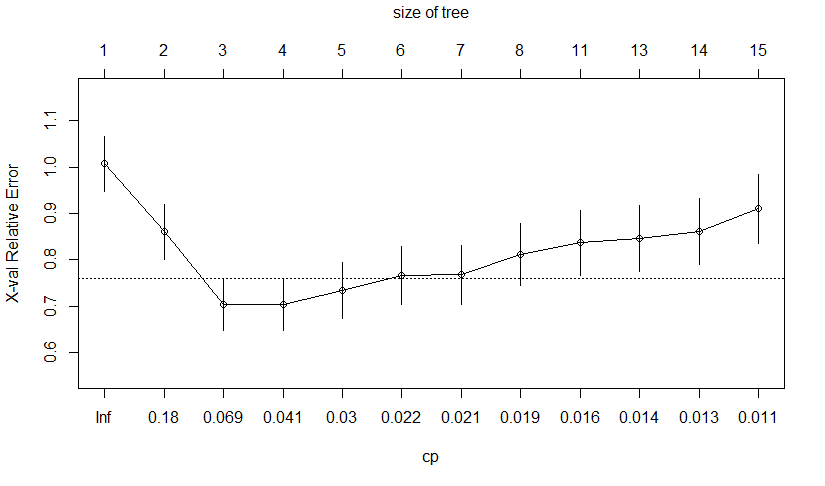 size of tree
1 2 3 4 5 6 7 8 11 13 14 15
X-val Relative Error
1.1
1.0
0.9
0.8
0.7
0.6
Inf 0.18 0.069 0.041 0.03 0.022 0.021 0.019 0.016 0.014 0.013 0.011
cp